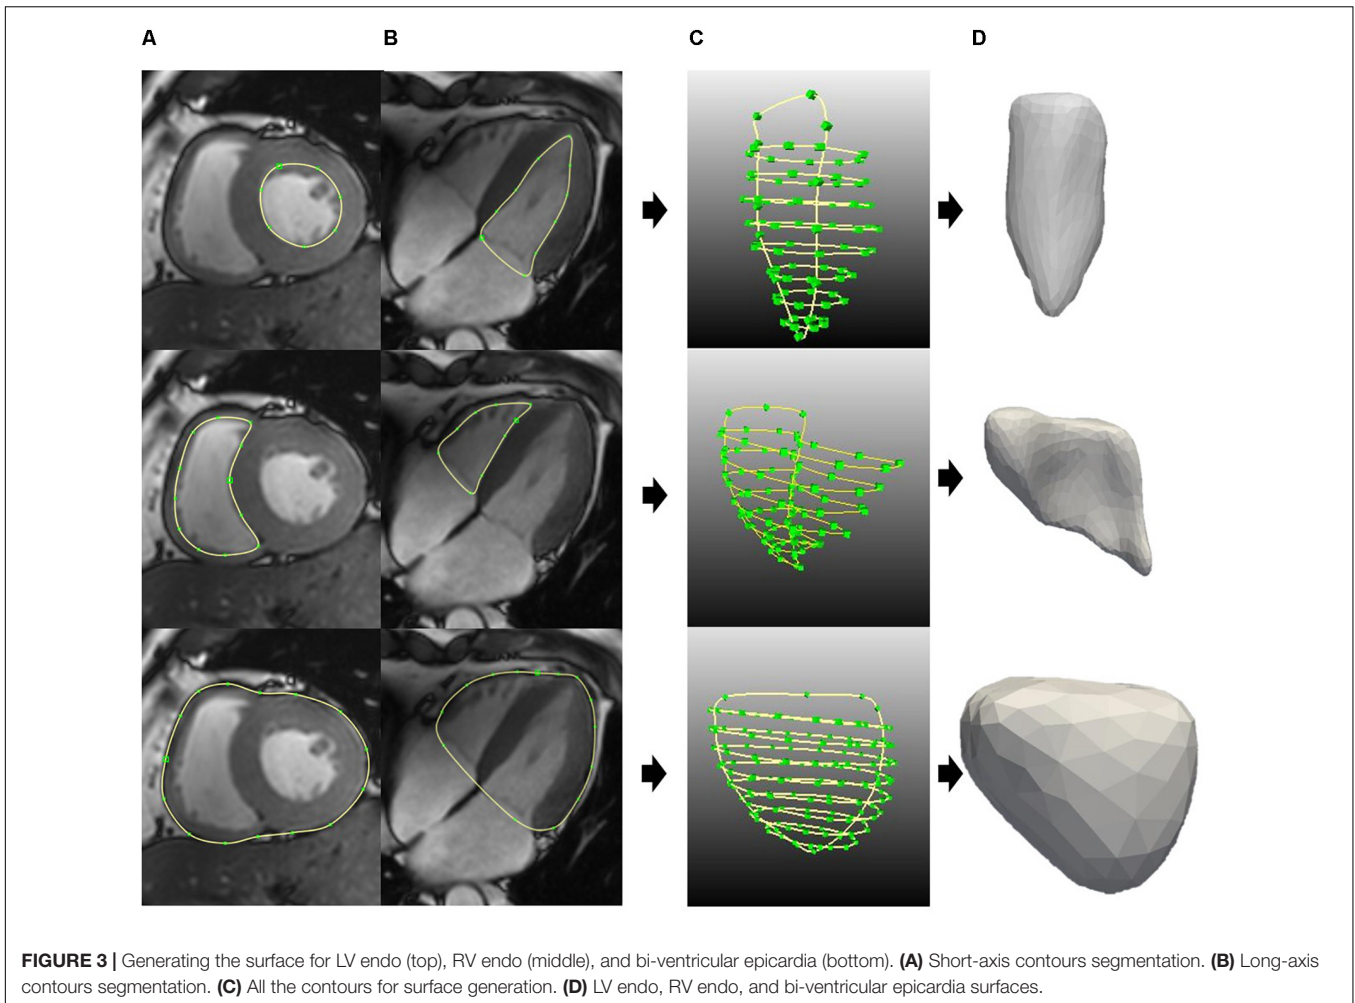 A B C D
FIGURE 3 | Generating the surface for LV endo (top), RV endo (middle), and bi-ventricular epicardia (bottom). (A) Short-axis contours segmentation. (B) Long-axis
contours segmentation. (C) All the contours for surface generation. (D) LV endo, RV endo, and bi-ventricular epicardia surfaces.